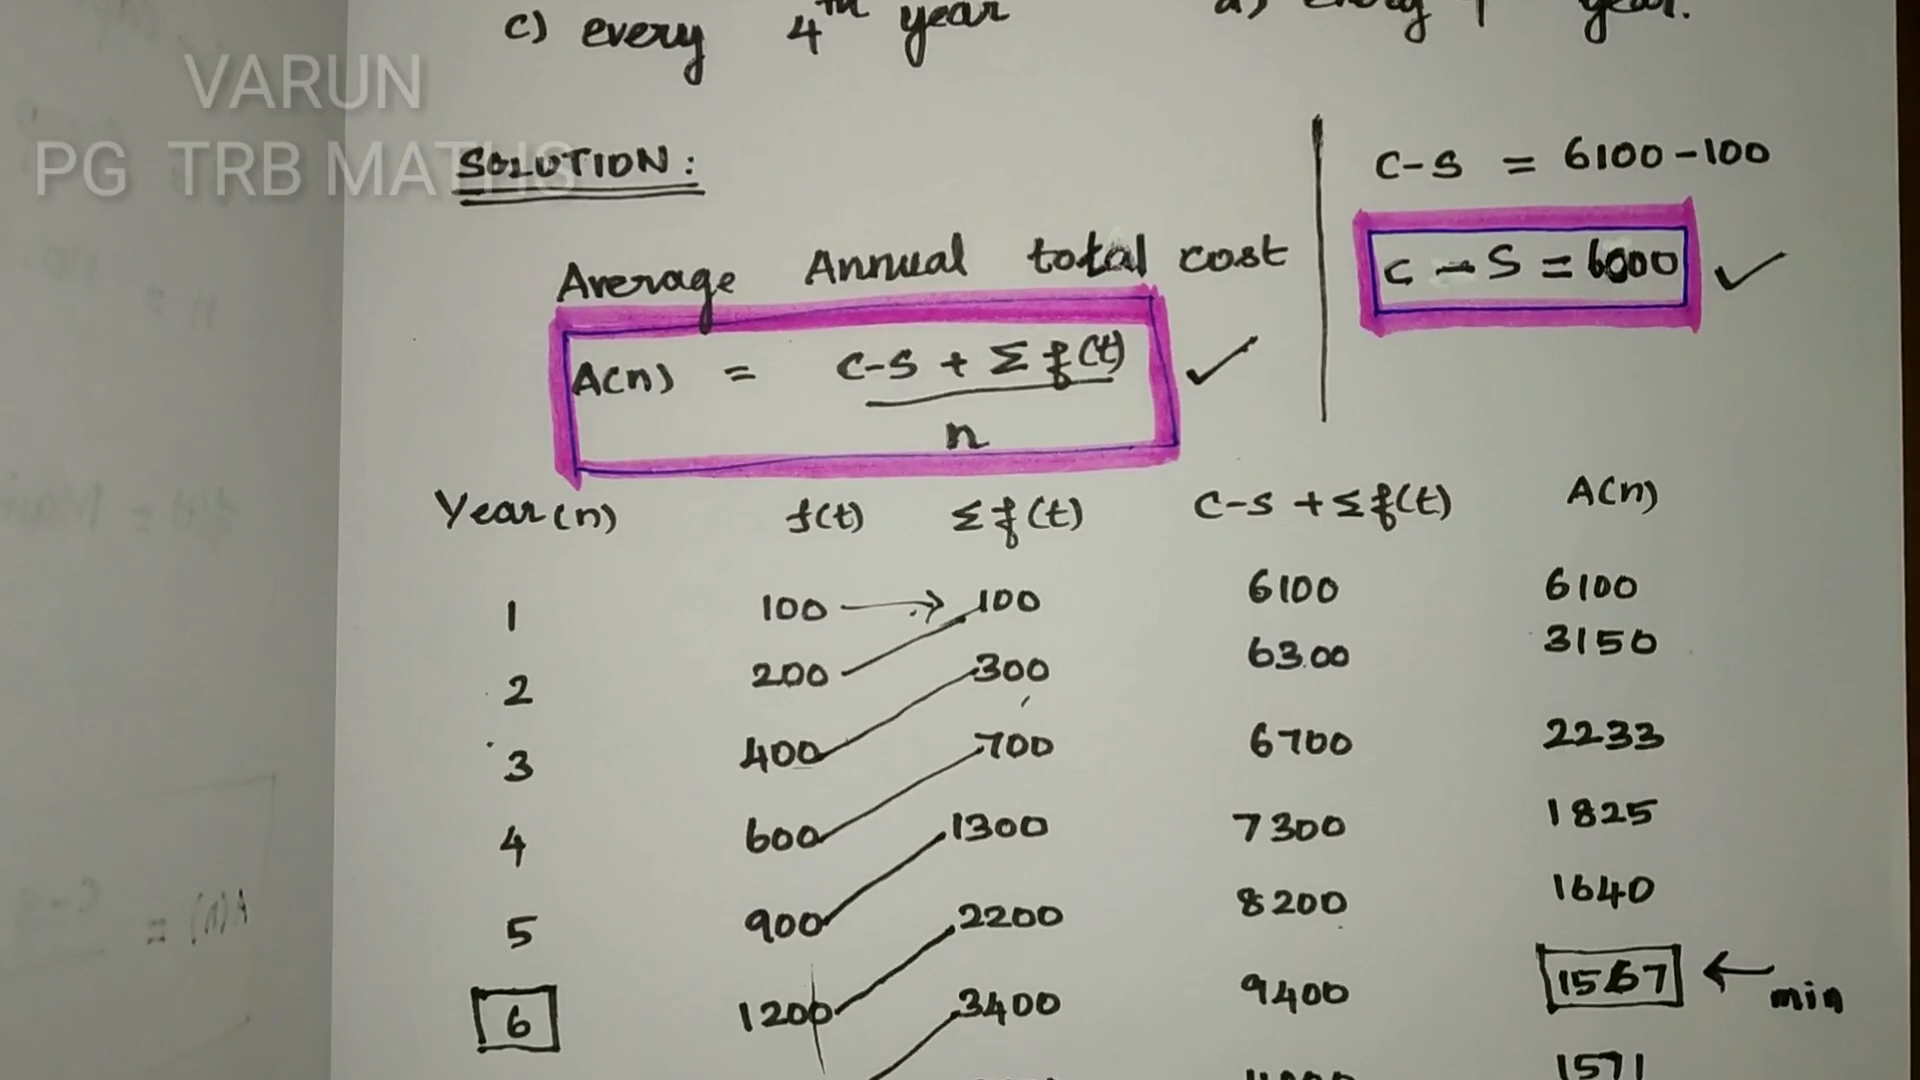 c) every 4th year
VARUN
PG TRB MATHS
SOLUTION:
C-S = 6100-100
C-S = 6000 ✓
Average Annual total cost
A(n) = C-S + Σ f(t) ✓
n
Year(n) f(t) Σf(t) C-S + Σf(t) A(n)
1 100 → 100 6100 6100
2 200 300 6300 3150
3 400 700 6700 2233
4 600 1300 7300 1825
5 900 2200 8200 1640
6 1200 3400 9400 1567 ← min
1571